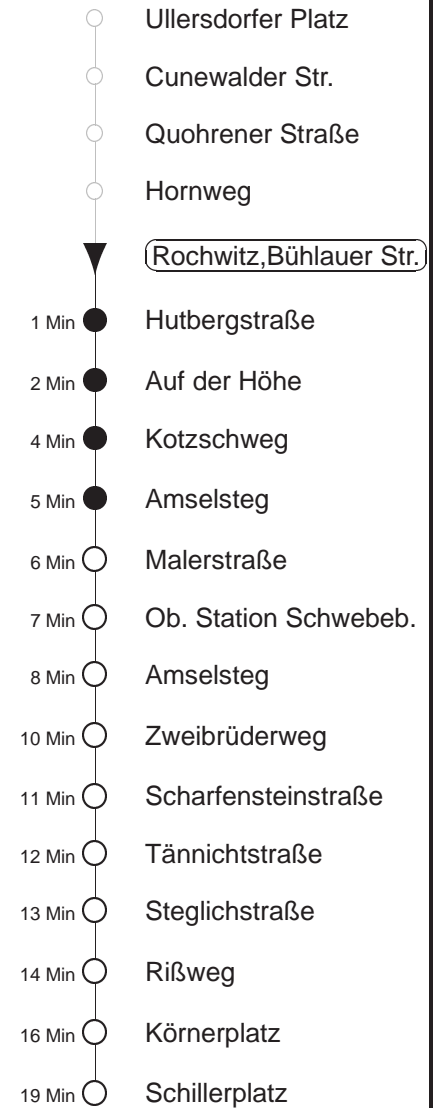 Ullersdorfer Platz
Cunewalder Str.
Quohrener Straße
Hornweg
Rochwitz,Bühlauer Str.
1 Min Hutbergstraße
2 Min Auf der Höhe
4 Min Kotzschweg
5 Min Amselsteg
6 Min Malerstraße
7 Min Ob. Station Schwebeb.
8 Min Amselsteg
10 Min Zweibrüderweg
11 Min Scharfensteinstraße
12 Min Tännichtstraße
13 Min Steglichstraße
14 Min Rißweg
16 Min Körnerplatz
19 Min Schillerplatz